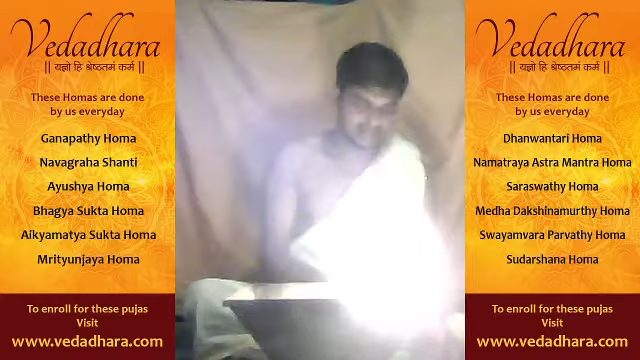 Vedadhara
|| यज्ञो हि श्रेष्ठतमं कर्म ||
These Homas are done
by us everyday
Ganapathy Homa
Navagraha Shanti
Ayushya Homa
Bhagya Sukta Homa
Aikyamatya Sukta Homa
Mrityunjaya Homa
To enroll for these pujas
Visit
www.vedadhara.com
Vedadhara
|| यज्ञो हि श्रेष्ठतमं कर्म ||
These Homas are done
by us everyday
Dhanwantari Homa
Namatraya Astra Mantra Homa
Saraswathy Homa
Medha Dakshinamurthy Homa
Swayamvara Parvathy Homa
Sudarshana Homa
To enroll for these pujas
Visit
www.vedadhara.com